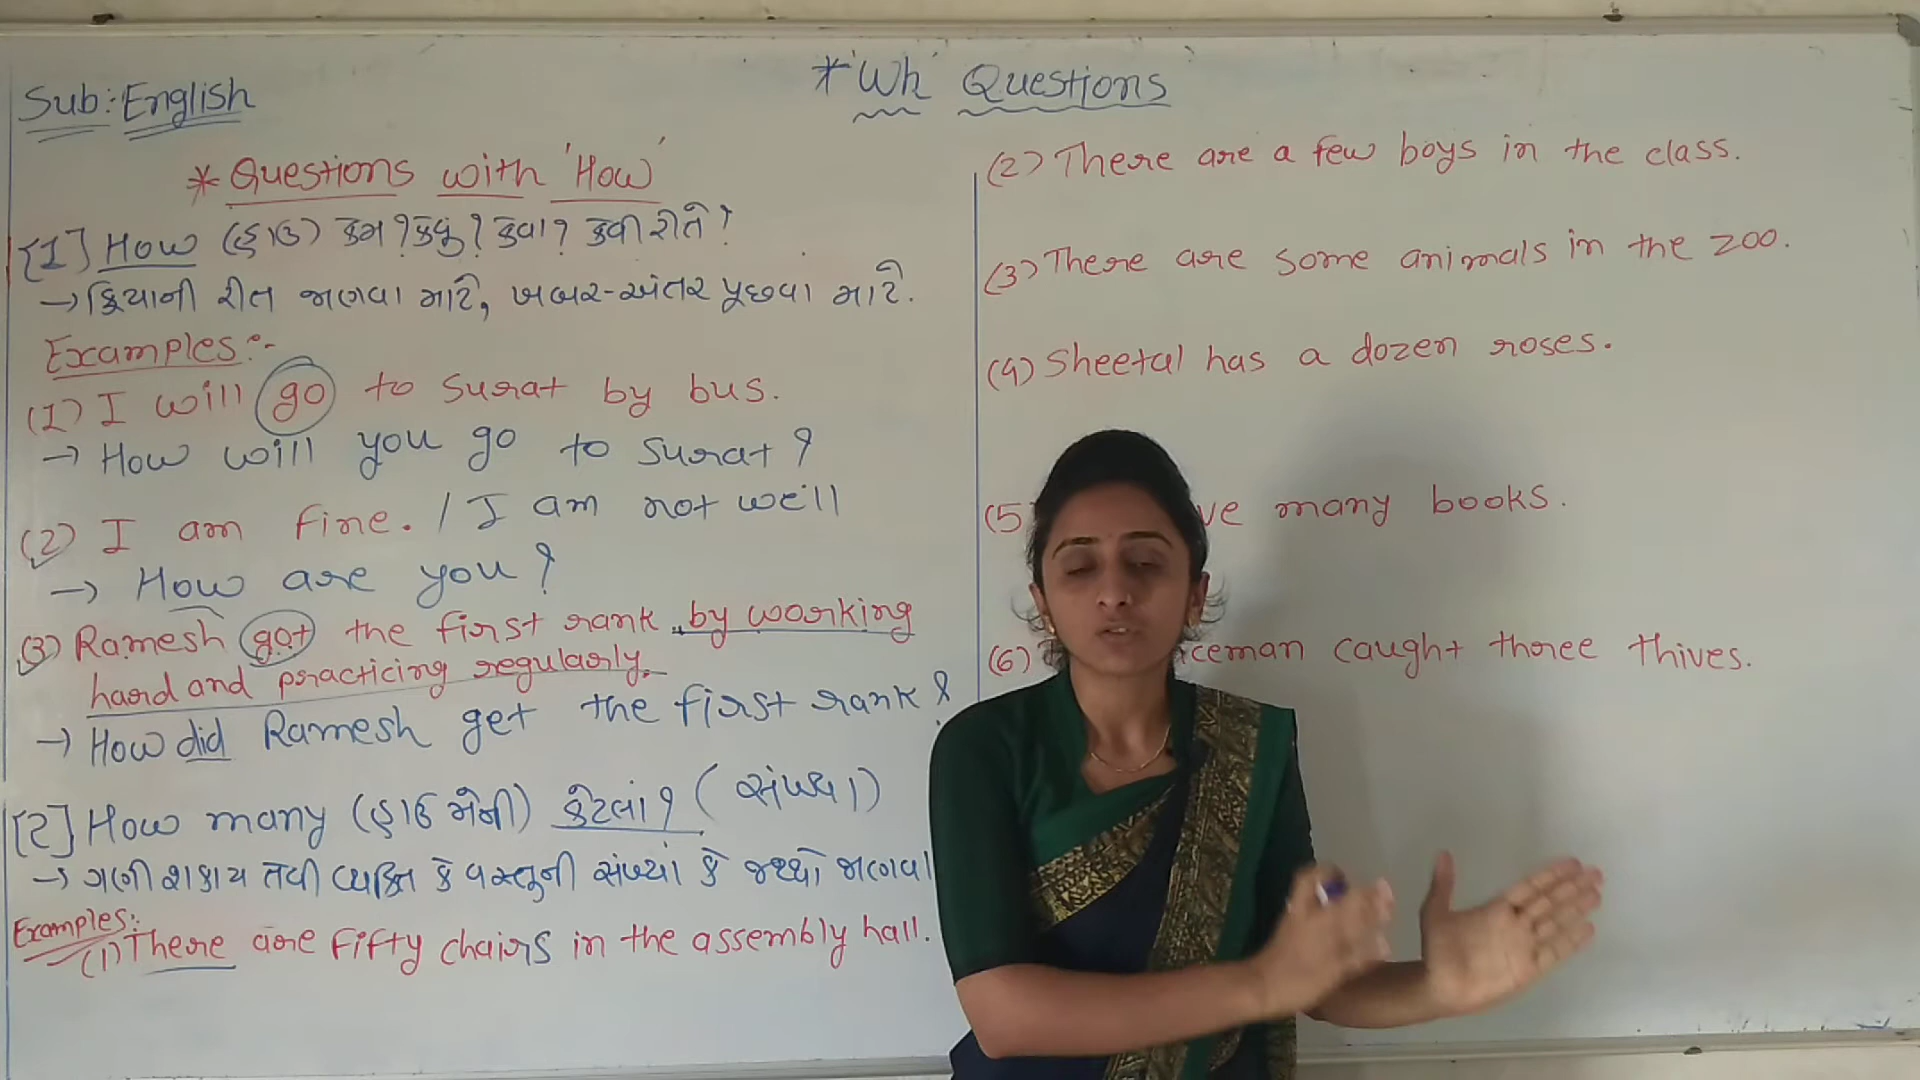 Sub: English
* 'Wh' Questions
* Questions with 'How'
[1] How (હાઉ) કેમ? કેવું? કેવા? કેવી રીતે?
→ ક્રિયાની રીત જાણવા માટે, ખબર-અંતર પૂછવા માટે.
Examples:-
(1) I will go to Surat by bus.
→ How will you go to Surat?
(2) I am fine. / I am not well
→ How are you?
(3) Ramesh got the first rank by working
hard and practicing regularly.
→ How did Ramesh get the first rank?
[2] How many (હાઉ મેની) કેટલાં? (સંખ્યા)
→ ગણી શકાય તેવી વ્યક્તિ કે વસ્તુની સંખ્યા કે જથ્થો જાણવા
Examples:
(1) There are fifty chairs in the assembly hall.
(2) There are a few boys in the class.
(3) There are some animals in the zoo.
(4) Sheetal has a dozen roses.
(5 ve many books.
(6) iceman caught three thives.